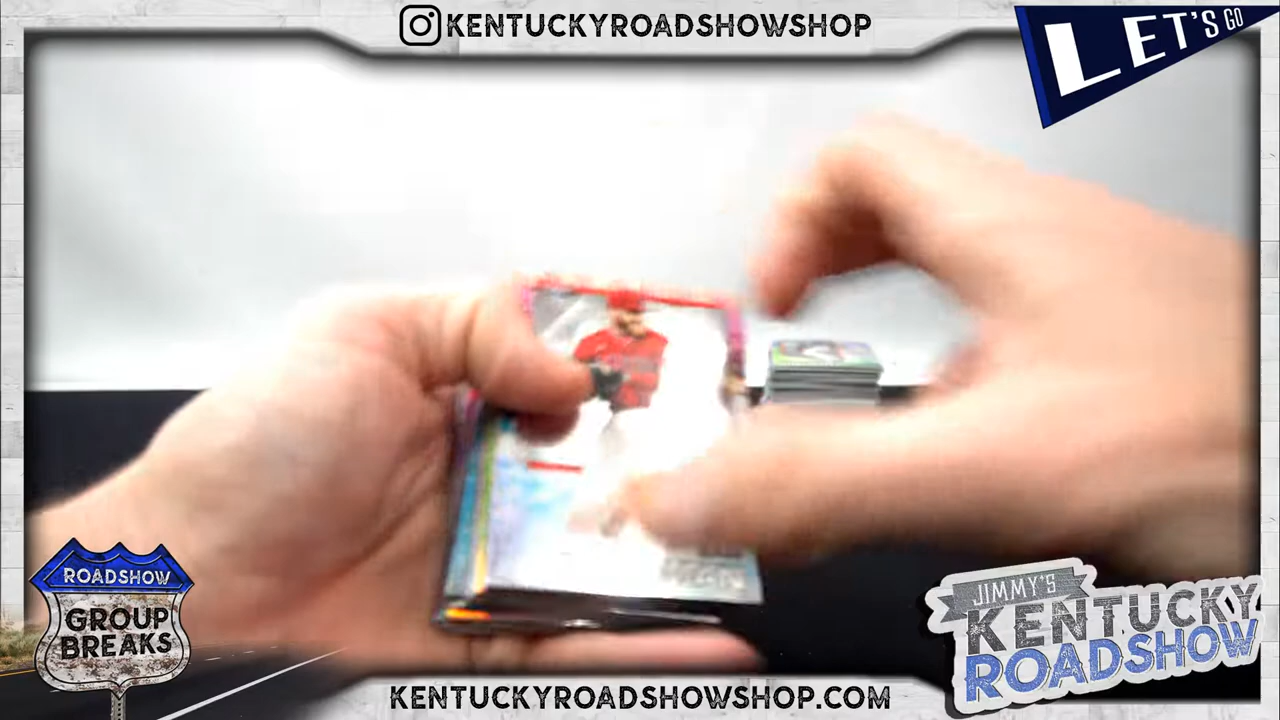 KENTUCKYROADSHOWSHOP
LET'S GO
ROADSHOW
GROUP
BREAKS
JIMMY'S
KENTUCKY
ROADSHOW
KENTUCKYROADSHOWSHOP.COM